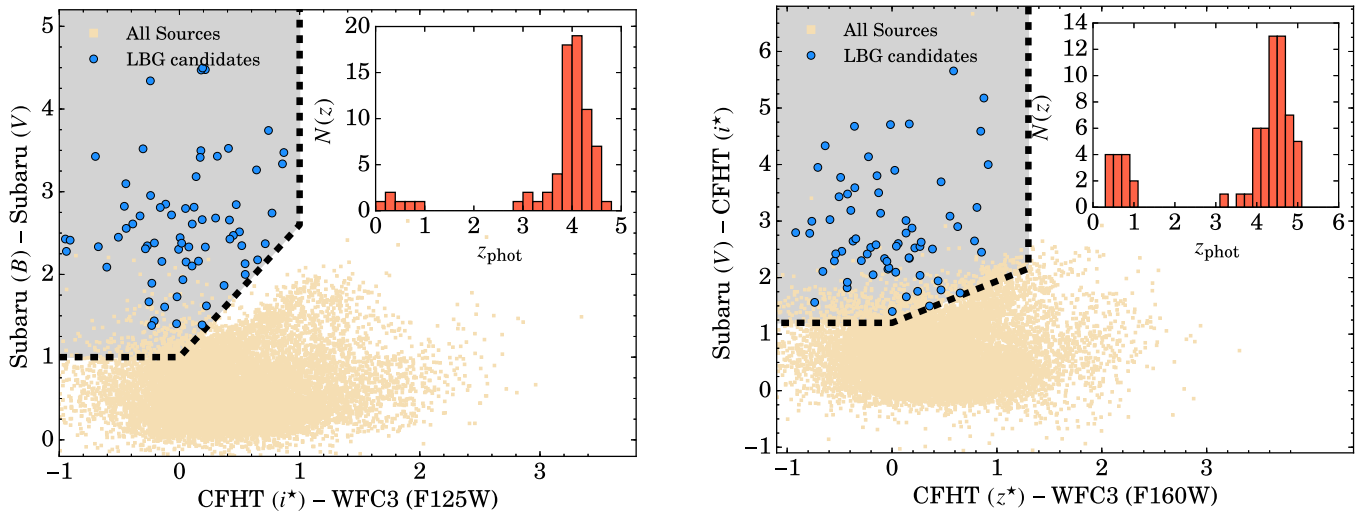 All Sources
LBG candidates
Subaru (B) – Subaru (V)
5
4
3
2
1
0
-1 0 1 2 3
CFHT (i★) – WFC3 (F125W)
N(z)
20
15
10
5
0
0 1 2 3 4 5
z_phot
All Sources
LBG candidates
Subaru (V) – CFHT (i★)
6
5
4
3
2
1
0
−1
−1 0 1 2 3
CFHT (z★) – WFC3 (F160W)
N(z)
14
12
10
8
6
4
2
0
0 1 2 3 4 5 6
z_phot